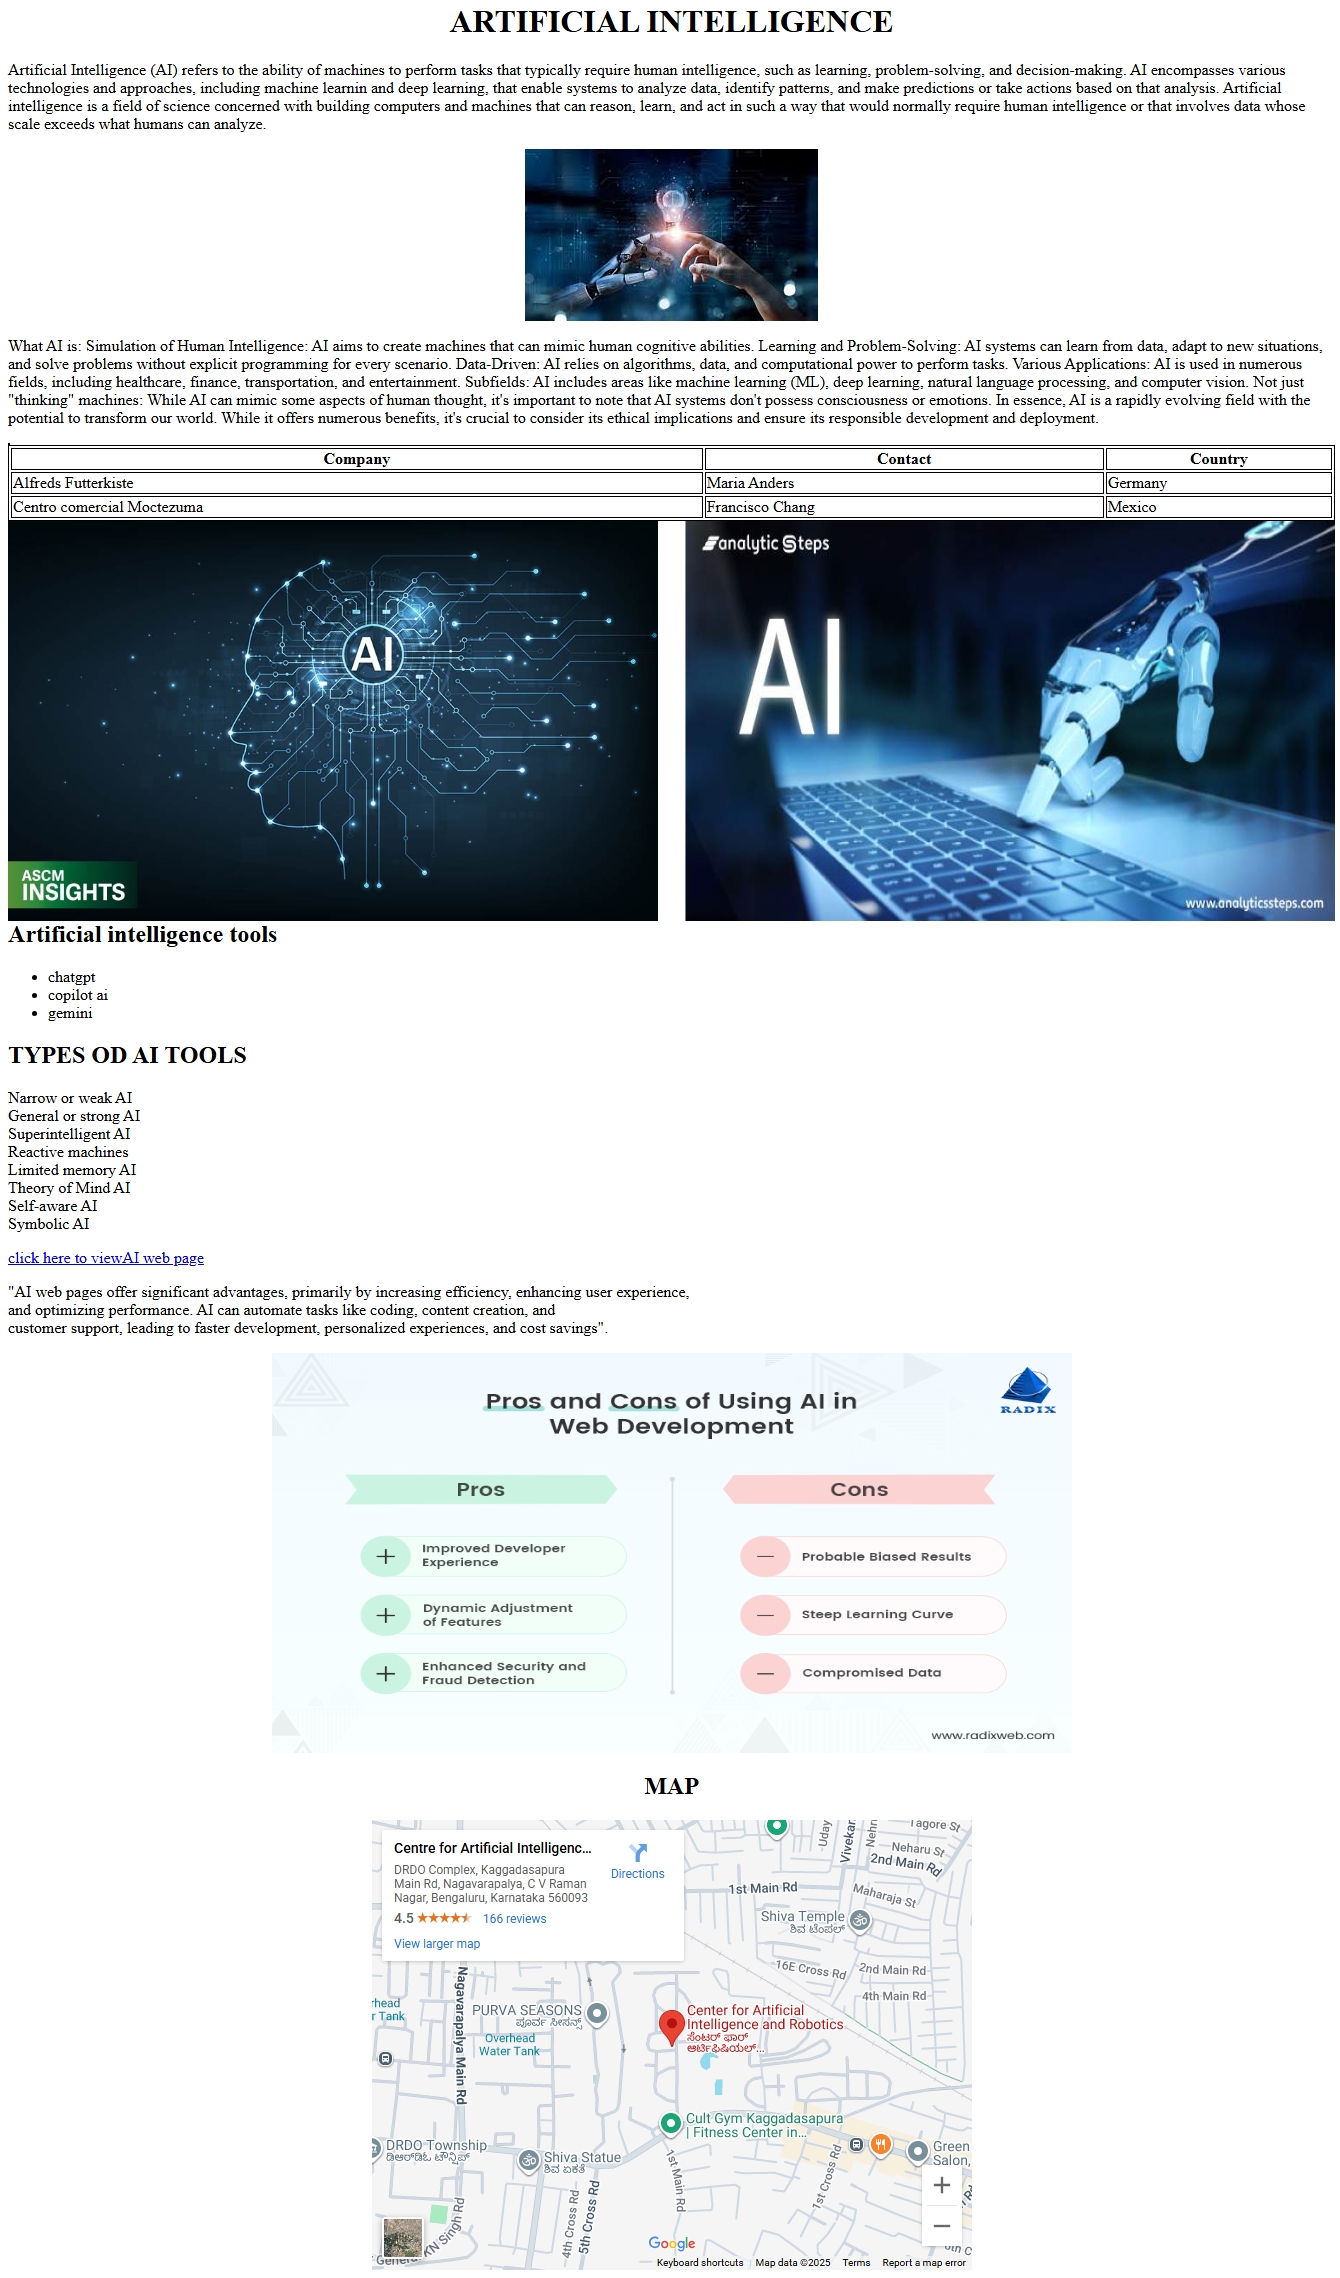 ARTIFICIAL INTELLIGENCE
Artificial Intelligence (AI) refers to the ability of machines to perform tasks that typically require human intelligence, such as learning, problem-solving, and decision-making. AI encompasses various
technologies and approaches, including machine learnin and deep learning, that enable systems to analyze data, identify patterns, and make predictions or take actions based on that analysis. Artificial
intelligence is a field of science concerned with building computers and machines that can reason, learn, and act in such a way that would normally require human intelligence or that involves data whose
scale exceeds what humans can analyze.
What AI is: Simulation of Human Intelligence: AI aims to create machines that can mimic human cognitive abilities. Learning and Problem-Solving: AI systems can learn from data, adapt to new situations,
and solve problems without explicit programming for every scenario. Data-Driven: AI relies on algorithms, data, and computational power to perform tasks. Various Applications: AI is used in numerous
fields, including healthcare, finance, transportation, and entertainment. Subfields: AI includes areas like machine learning (ML), deep learning, natural language processing, and computer vision. Not just
"thinking" machines: While AI can mimic some aspects of human thought, it's important to note that AI systems don't possess consciousness or emotions. In essence, AI is a rapidly evolving field with the
potential to transform our world. While it offers numerous benefits, it's crucial to consider its ethical implications and ensure its responsible development and deployment.
Company Contact Country
Alfreds Futterkiste Maria Anders Germany
Centro comercial Moctezuma Francisco Chang Mexico
AI
ASCM
INSIGHTS
analytic Steps
AI
www.analyticssteps.com
Artificial intelligence tools
• chatgpt
• copilot ai
• gemini
TYPES OD AI TOOLS
Narrow or weak AI
General or strong AI
Superintelligent AI
Reactive machines
Limited memory AI
Theory of Mind AI
Self-aware AI
Symbolic AI
click here to viewAI web page
"AI web pages offer significant advantages, primarily by increasing efficiency, enhancing user experience,
and optimizing performance. AI can automate tasks like coding, content creation, and
customer support, leading to faster development, personalized experiences, and cost savings".
Pros and Cons of Using AI in
Web Development
RADIX
Pros Cons
Improved Developer
Experience
Probable Biased Results
Dynamic Adjustment
of Features
Steep Learning Curve
Enhanced Security and
Fraud Detection
Compromised Data
www.radixweb.com
MAP
Centre for Artificial Intelligenc...
Directions
DRDO Complex, Kaggadasapura
Main Rd, Nagavarapalya, C V Raman
Nagar, Bengaluru, Karnataka 560093
4.5 166 reviews
View larger map
Uday
Vivekan
Nehr
Tagore St
Neharu St
2nd Main Rd
1st Main Rd
Maharaja St
Shiva Temple
ಶಿವ ಟೆಂಪಲ್
16E Cross Rd
2nd Main Rd
4th Main Rd
Nagavarapalya Main Rd
rhead
r Tank
PURVA SEASONS
ಪೂರ್ವ ಸೀಸನ್ಸ್
Overhead
Water Tank
Center for Artificial
Intelligence and Robotics
ಸೆಂಟರ್ ಫಾರ್
ಆರ್ಟಿಫಿಷಿಯಲ್...
Cult Gym Kaggadasapura
| Fitness Center in...
DRDO Township
ಡಿಆರ್‌ಡಿಓ ಟೌನ್ಷಿಪ್
Shiva Statue
ಶಿವ ಏಕತೆ
1st Main Rd
1st Cross Rd
Green
Salon,
4th Cross Rd
5th Cross Rd
KN Singh Rd
Google
Keyboard shortcuts Map data ©2025 Terms Report a map error